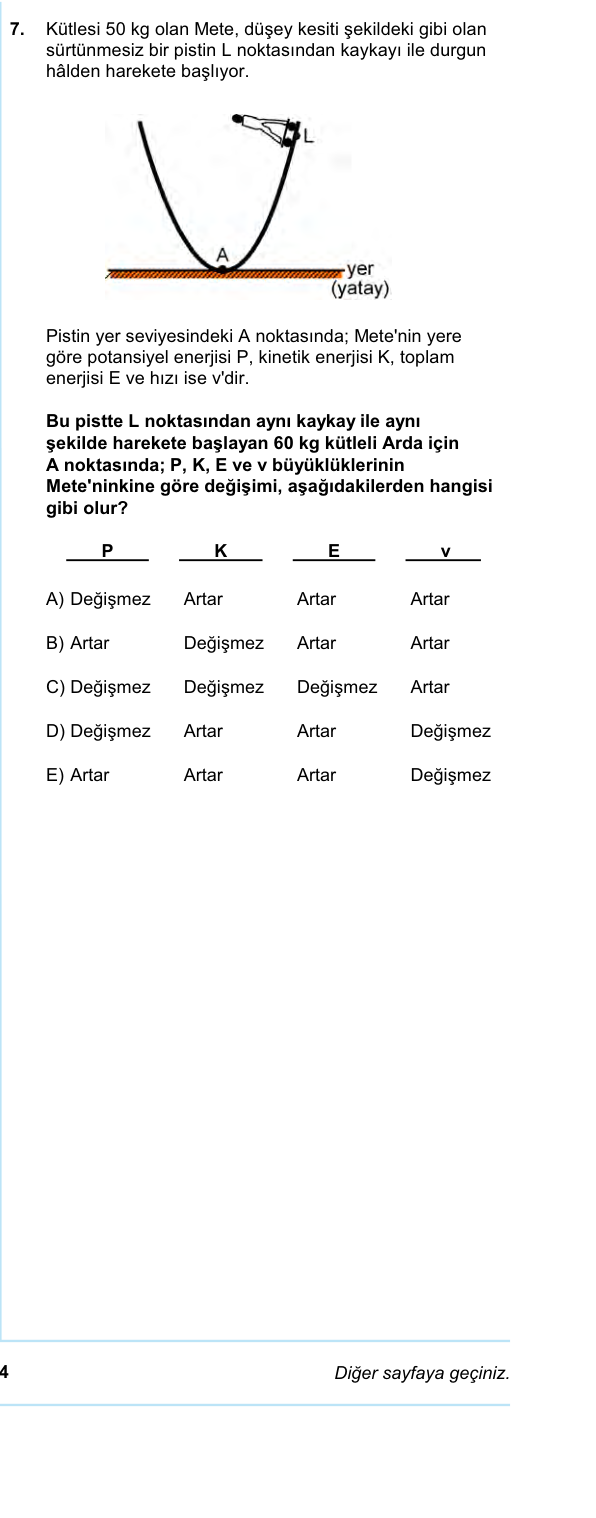 7. Kütlesi 50 kg olan Mete, düşey kesiti şekildeki gibi olan
sürtünmesiz bir pistin L noktasından kaykayı ile durgun
hâlden harekete başlıyor.
L
A
yer
(yatay)
Pistin yer seviyesindeki A noktasında; Mete'nin yere
göre potansiyel enerjisi P, kinetik enerjisi K, toplam
enerjisi E ve hızı ise v'dir.
Bu pistte L noktasından aynı kaykay ile aynı
şekilde harekete başlayan 60 kg kütleli Arda için
A noktasında; P, K, E ve v büyüklüklerinin
Mete'ninkine göre değişimi, aşağıdakilerden hangisi
gibi olur?
P K E v
A) Değişmez Artar Artar Artar
B) Artar Değişmez Artar Artar
C) Değişmez Değişmez Değişmez Artar
D) Değişmez Artar Artar Değişmez
E) Artar Artar Artar Değişmez
4 Diğer sayfaya geçiniz.